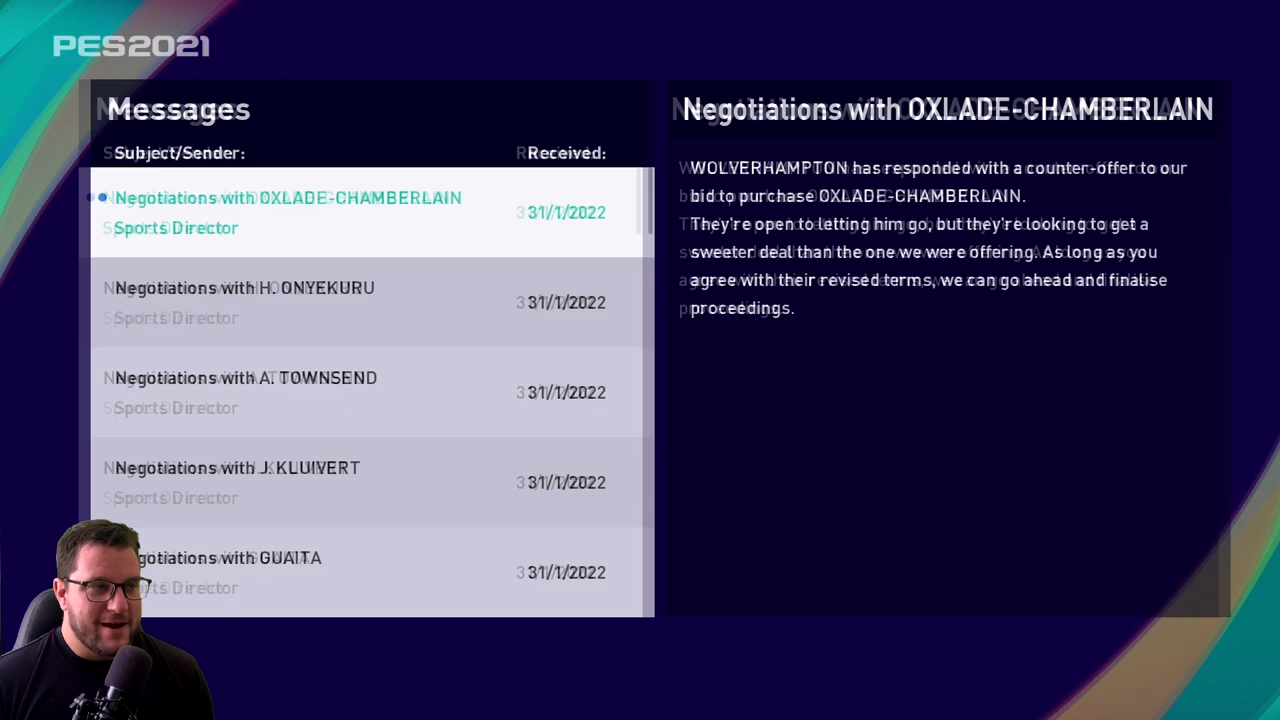 PES2021
Messages
Subject/Sender: Received:
Negotiations with OXLADE-CHAMBERLAIN
Sports Director
31/1/2022
Negotiations with H. ONYEKURU
Sports Director
31/1/2022
Negotiations with A. TOWNSEND
Sports Director
31/1/2022
Negotiations with J. KLUIVERT
Sports Director
31/1/2022
gotiations with GUAITA
orts Director
31/1/2022
Negotiations with OXLADE-CHAMBERLAIN
WOLVERHAMPTON has responded with a counter-offer to our
bid to purchase OXLADE-CHAMBERLAIN.
They're open to letting him go, but they're looking to get a
sweeter deal than the one we were offering. As long as you
agree with their revised terms, we can go ahead and finalise
proceedings.